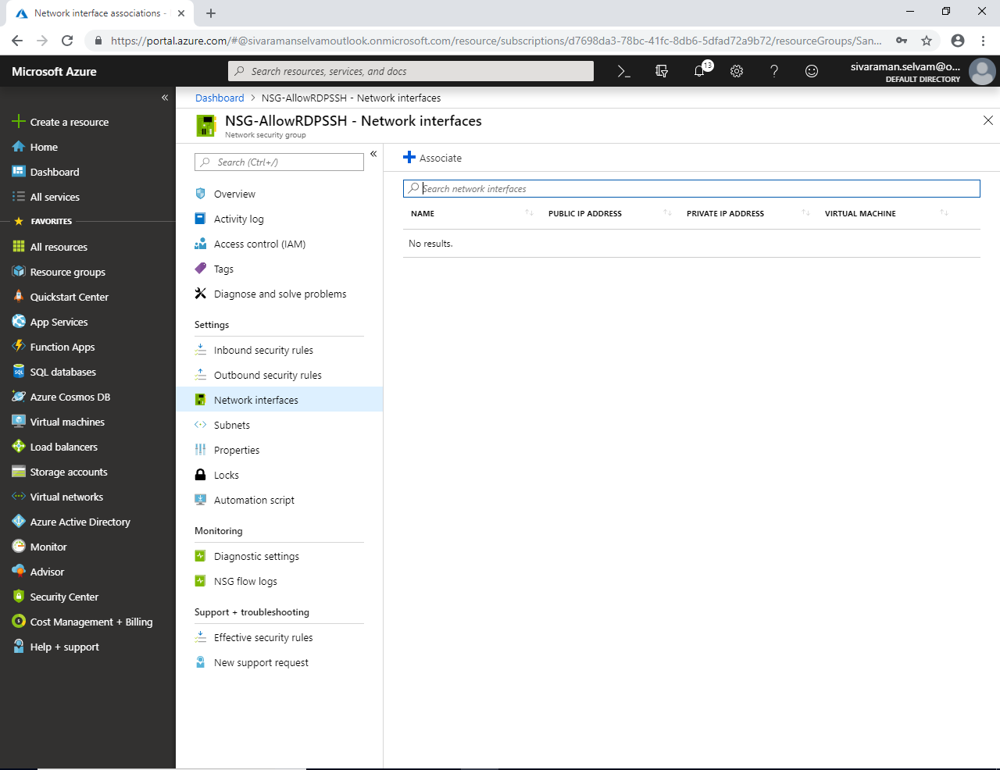 Network interface associations -
https://portal.azure.com/#@sivaramanselvamoutlook.onmicrosoft.com/resource/subscriptions/d7698da3-78bc-41fc-8db6-5dfad72a9b72/resourceGroups/San...
Microsoft Azure
Search resources, services, and docs
13
sivaraman.selvam@o...
DEFAULT DIRECTORY
Create a resource
Home
Dashboard
All services
FAVORITES
All resources
Resource groups
Quickstart Center
App Services
Function Apps
SQL databases
Azure Cosmos DB
Virtual machines
Load balancers
Storage accounts
Virtual networks
Azure Active Directory
Monitor
Advisor
Security Center
Cost Management + Billing
Help + support
Dashboard > NSG-AllowRDPSSH - Network interfaces
NSG-AllowRDPSSH - Network interfaces
Network security group
Search (Ctrl+/)
Overview
Activity log
Access control (IAM)
Tags
Diagnose and solve problems
Settings
Inbound security rules
Outbound security rules
Network interfaces
Subnets
Properties
Locks
Automation script
Monitoring
Diagnostic settings
NSG flow logs
Support + troubleshooting
Effective security rules
New support request
Associate
Search network interfaces
NAME PUBLIC IP ADDRESS PRIVATE IP ADDRESS VIRTUAL MACHINE
No results.